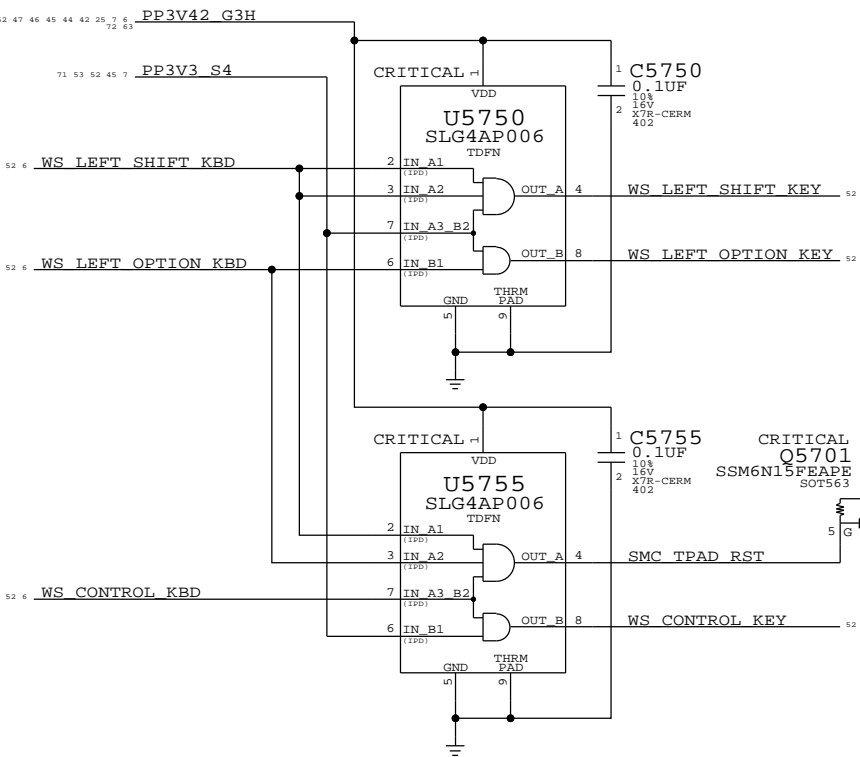 52 47 46 45 44 42 25 7 6 PP3V42_G3H
72 63
71 53 52 45 7 PP3V3_S4
CRITICAL 1
VDD
U5750
SLG4AP006
TDFN
1 C5750
0.1UF
10%
16V
2 X7R-CERM
402
52 6 WS_LEFT_SHIFT_KBD
2 IN_A1
(IPD)
3 IN_A2
(IPD)
OUT_A 4 WS_LEFT_SHIFT_KEY 52
7 IN_A3_B2
(IPD)
52 6 WS_LEFT_OPTION_KBD
6 IN_B1
(IPD)
OUT_B 8 WS_LEFT_OPTION_KEY 52
GND
THRM
PAD
5
9
CRITICAL 1
VDD
U5755
SLG4AP006
TDFN
1 C5755
0.1UF
10%
16V
2 X7R-CERM
402
CRITICAL
Q5701
SSM6N15FEAPE
SOT563
5 G
2 IN_A1
(IPD)
3 IN_A2
(IPD)
OUT_A 4 SMC_TPAD_RST
52 6 WS_CONTROL_KBD
7 IN_A3_B2
(IPD)
6 IN_B1
(IPD)
OUT_B 8 WS_CONTROL_KEY 52
GND
THRM
PAD
5
9